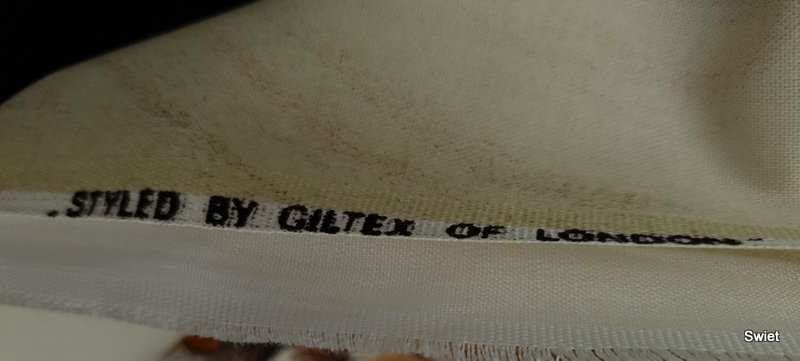 . STYLED BY GILTEX OF LONDON-
Swiet